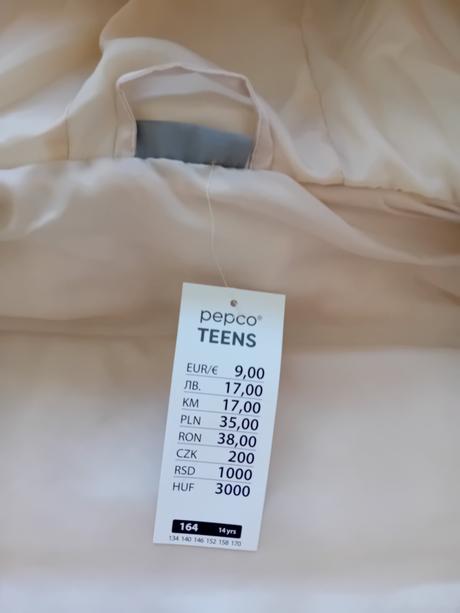 pepco®
TEENS
EUR/€ 9,00
ЛВ. 17,00
KM 17,00
PLN 35,00
RON 38,00
CZK 200
RSD 1000
HUF 3000
164 14 yrs
134 140 146 152 158 170